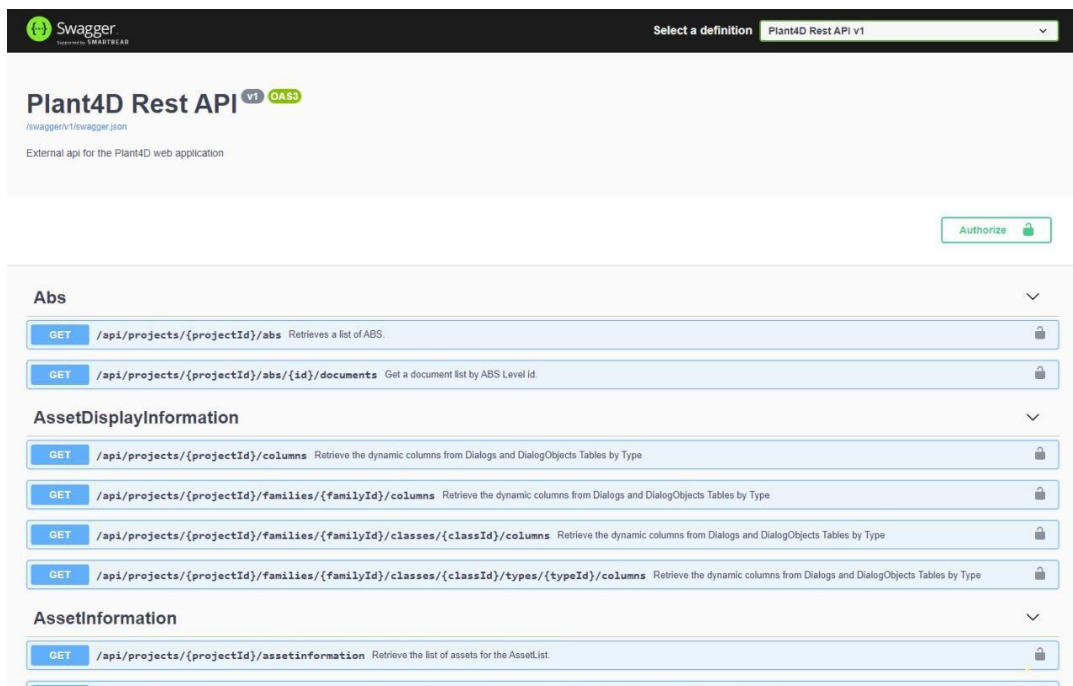 Swagger.
Supported by SMARTBEAR
Select a definition
Plant4D Rest API v1
Plant4D Rest API v1 OAS3
/swagger/v1/swagger.json
External api for the Plant4D web application
Authorize
Abs
GET /api/projects/{projectId}/abs Retrieves a list of ABS.
GET /api/projects/{projectId}/abs/{id}/documents Get a document list by ABS Level id.
AssetDisplayInformation
GET /api/projects/{projectId}/columns Retrieve the dynamic columns from Dialogs and DialogObjects Tables by Type
GET /api/projects/{projectId}/families/{familyId}/columns Retrieve the dynamic columns from Dialogs and DialogObjects Tables by Type
GET /api/projects/{projectId}/families/{familyId}/classes/{classId}/columns Retrieve the dynamic columns from Dialogs and DialogObjects Tables by Type
GET /api/projects/{projectId}/families/{familyId}/classes/{classId}/types/{typeId}/columns Retrieve the dynamic columns from Dialogs and DialogObjects Tables by Type
AssetInformation
GET /api/projects/{projectId}/assetinformation Retrieve the list of assets for the AssetList.